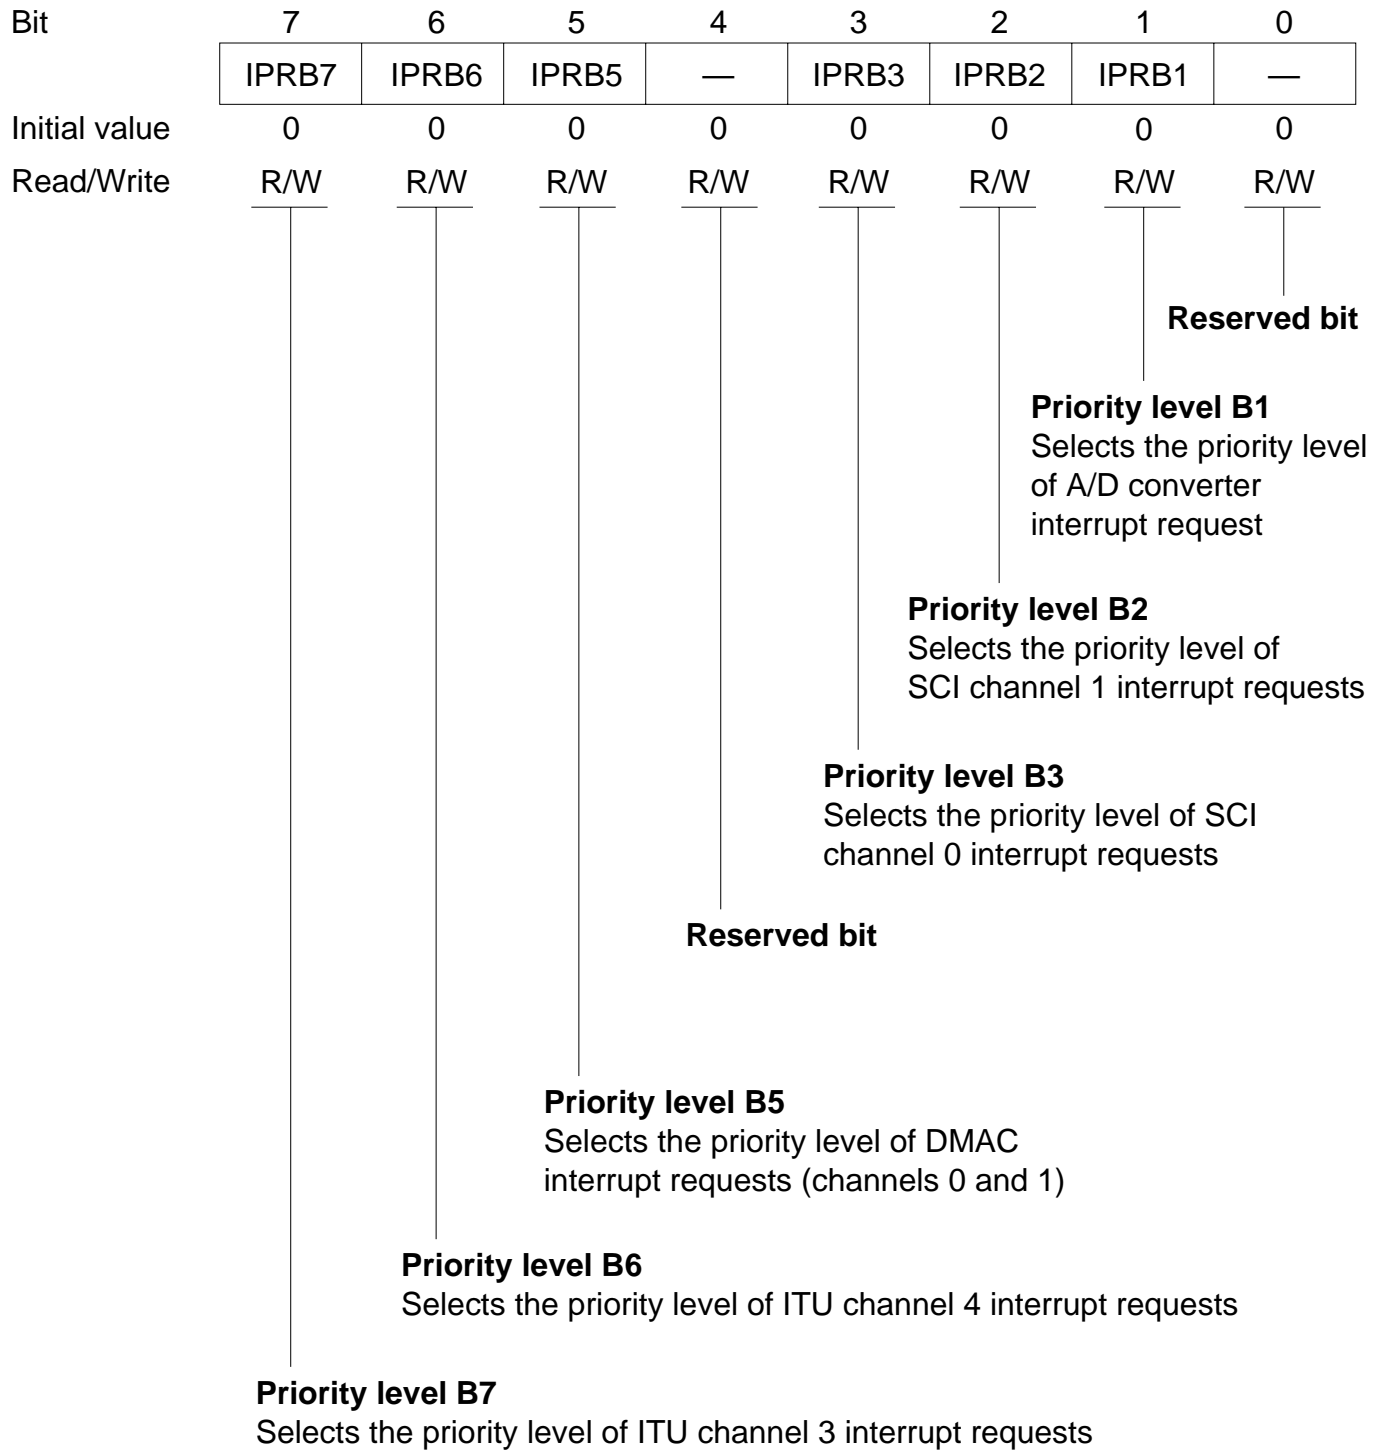 Bit 7 6 5 4 3 2 1 0
IPRB7 IPRB6 IPRB5 — IPRB3 IPRB2 IPRB1 —
Initial value 0 0 0 0 0 0 0 0
Read/Write R/W R/W R/W R/W R/W R/W R/W R/W
Reserved bit
Priority level B1
Selects the priority level
of A/D converter
interrupt request
Priority level B2
Selects the priority level of
SCI channel 1 interrupt requests
Priority level B3
Selects the priority level of SCI
channel 0 interrupt requests
Reserved bit
Priority level B5
Selects the priority level of DMAC
interrupt requests (channels 0 and 1)
Priority level B6
Selects the priority level of ITU channel 4 interrupt requests
Priority level B7
Selects the priority level of ITU channel 3 interrupt requests